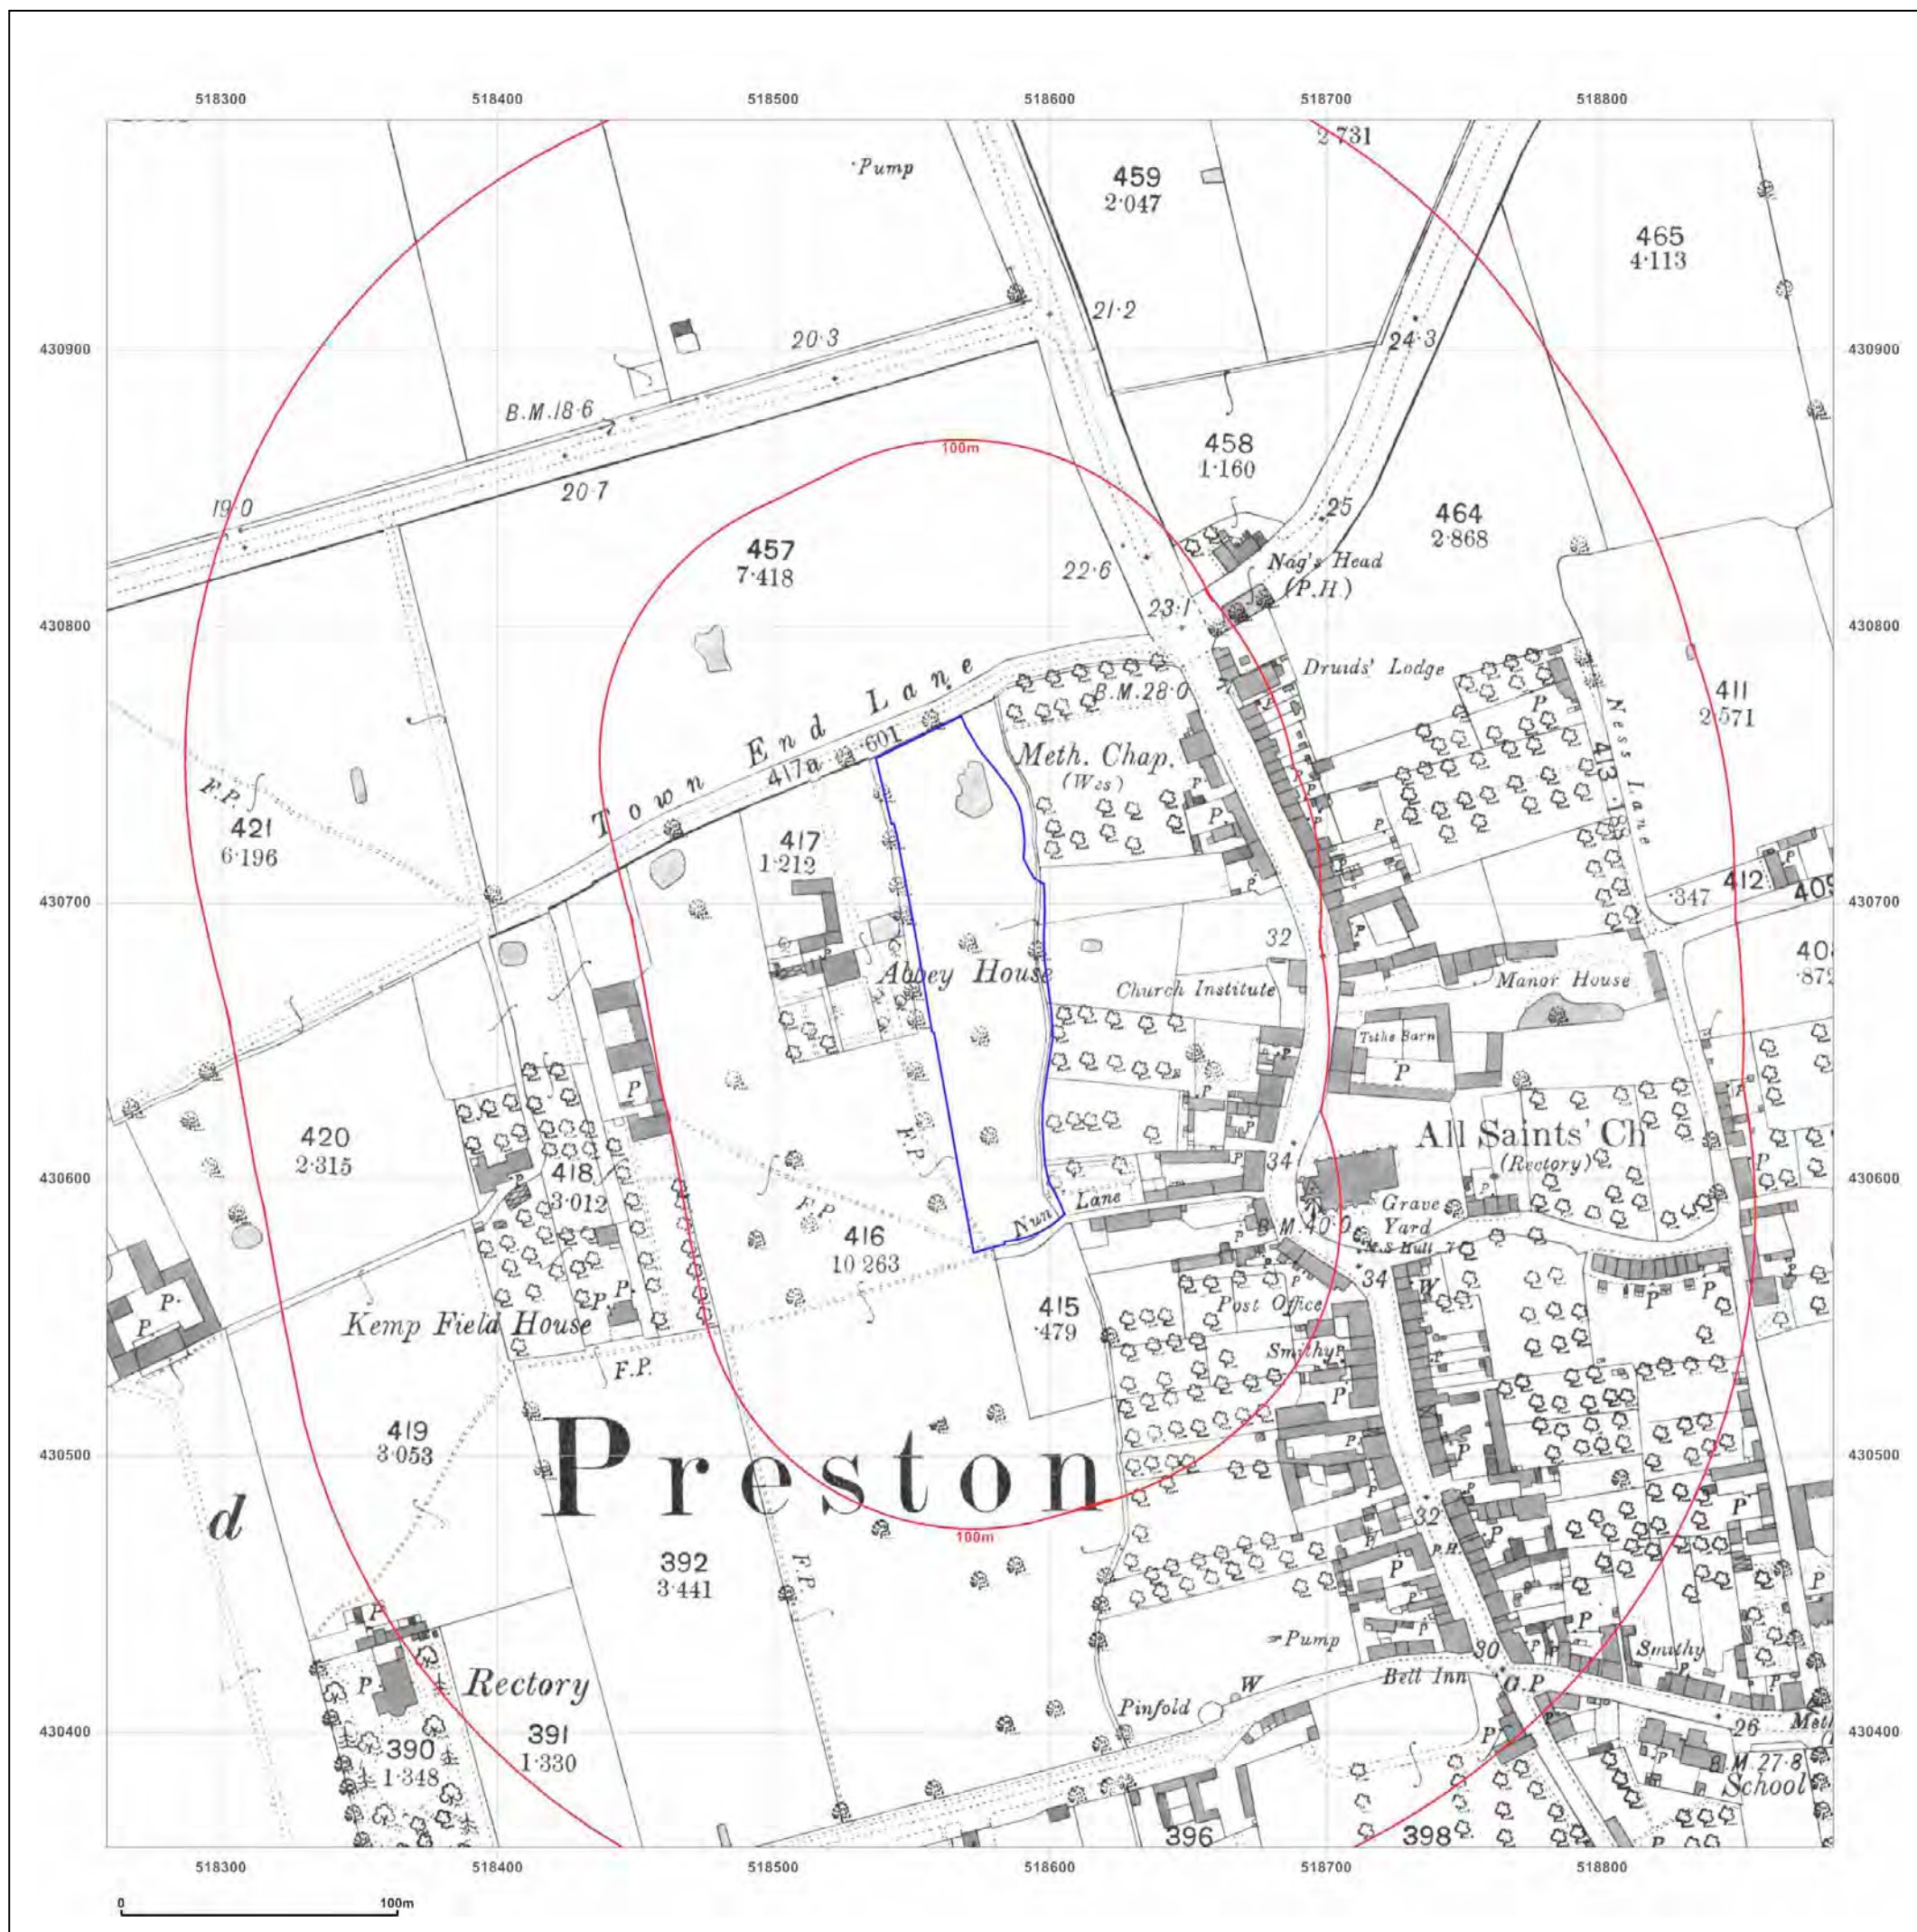 518300 518400 518500 518600 518700 518800
2·731
Pump
459
2·047
465
4·113
21·2
20·3
24·3
430900
430900
B.M.18·6
458
1·160
100m
20·7
19·0
25
464
2·868
457
7·418
22·6
Nag's Head
(P.H.)
23·1
430800
430800
Town End Lane
Druids' Lodge
B.M.28·0
411
2·571
Ness Lane
·601
417a
Meth. Chap.
(Wes)
413
·188
F.P.
421
6·196
417
1·212
P
P
P
P
412
·347
409
430700
430700
32
Abbey House
Church Institute
Manor House
408
·872
Tithe Barn
P
P
420
2·315
F.P.
All Saints' Ch
(Rectory)
34
418
3·012
430600
430600
F.P.
Nun Lane
Grave
Yard
416
10·263
B.M.40·0
M.S Hull 7
34
W
P
P
P
P
Kemp Field House
415
·479
Post Office
Smithy
F.P.
P
419
3·053
Preston
430500
430500
d
32
P.H.
100m
392
3·441
F.P.
P
P
P
Pump
30
Smithy
P
Rectory
W
Bell Inn
G.P
Pinfold
P
26
430400
430400
391
1·330
390
1·348
B.M.27·8
School
396
398
P
518300 518400 518500 518600 518700 518800
0 100m